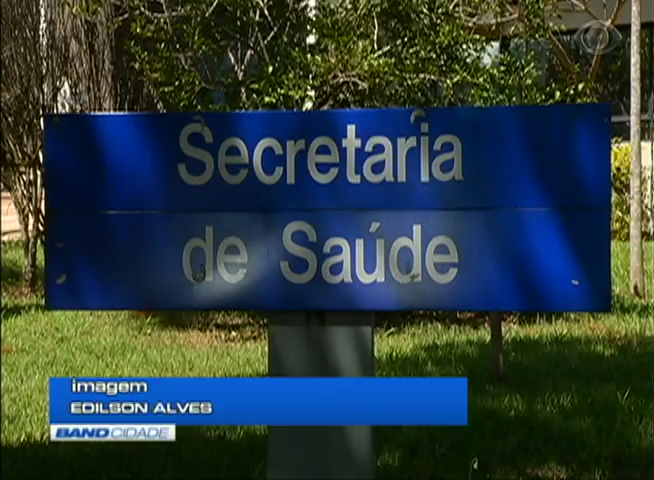 Secretaria
de Saúde
imagem
EDILSON ALVES
BAND CIDADE